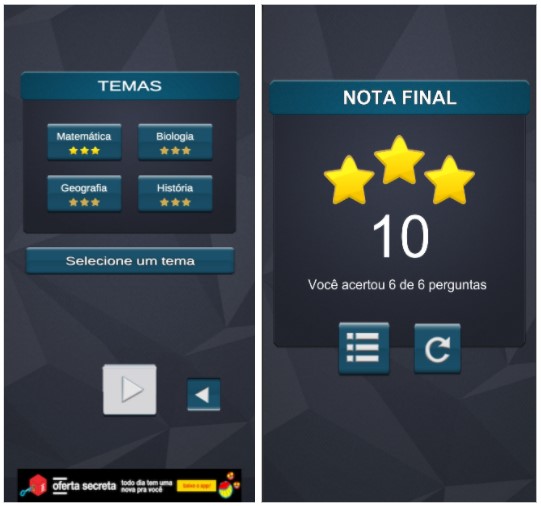 TEMAS
Matemática
Biologia
Geografia
História
Selecione um tema
oferta secreta
todo dia tem uma
nova pra você
NOTA FINAL
10
Você acertou 6 de 6 perguntas